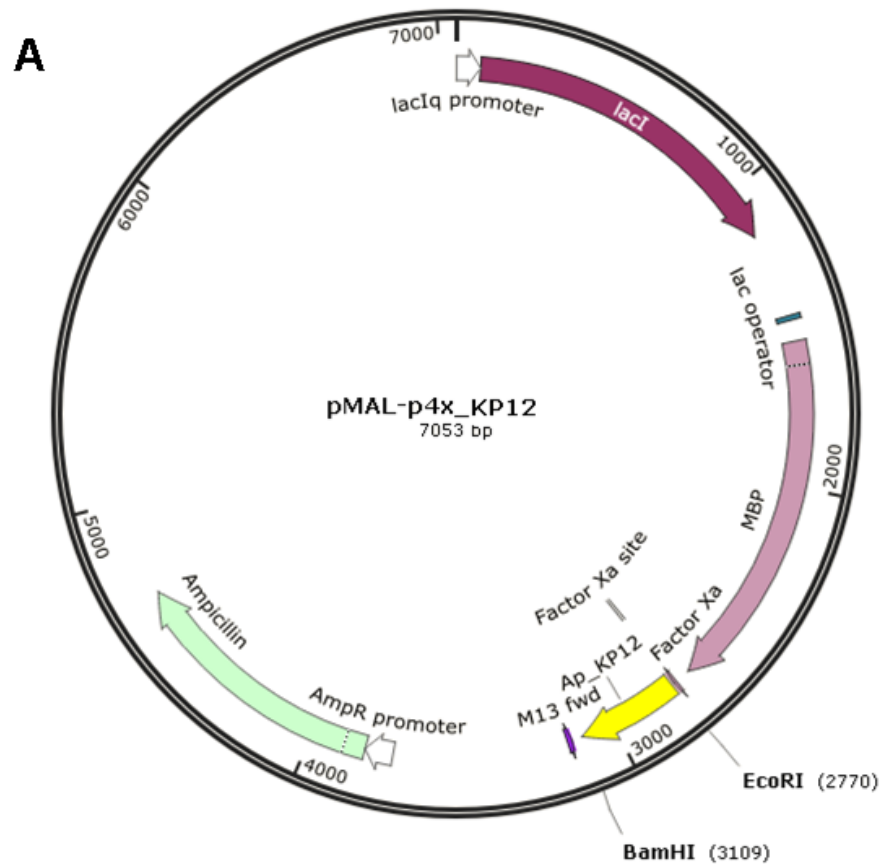 A
7000
lacIq promoter
lacI
1000
lac operator
6000
pMAL-p4x_KP12
7053 bp
2000
MBP
5000
Factor Xa site
Factor Xa
Ampicillin
Ap_KP12
M13 fwd
AmpR promoter
3000
4000
EcoRI (2770)
BamHI (3109)